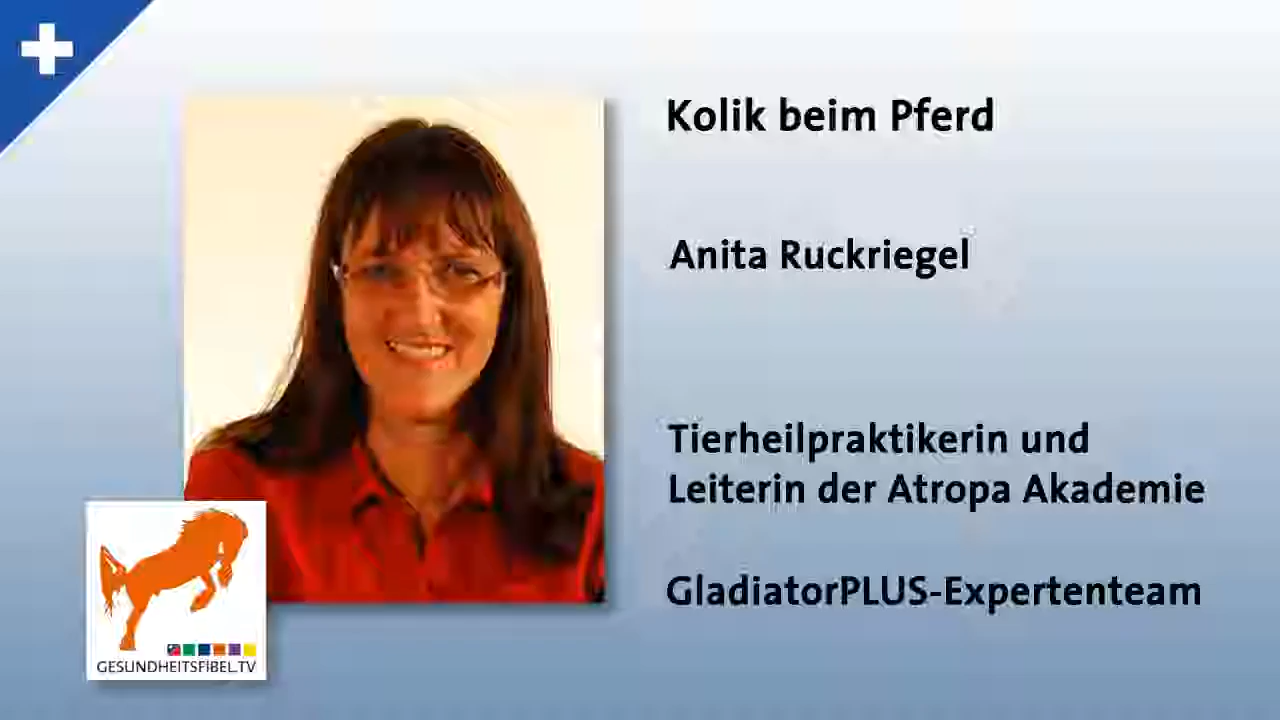 Kolik beim Pferd
Anita Ruckriegel
Tierheilpraktikerin und
Leiterin der Atropa Akademie
GladiatorPLUS-Expertenteam
GESUNDHEITSFIBEL.TV